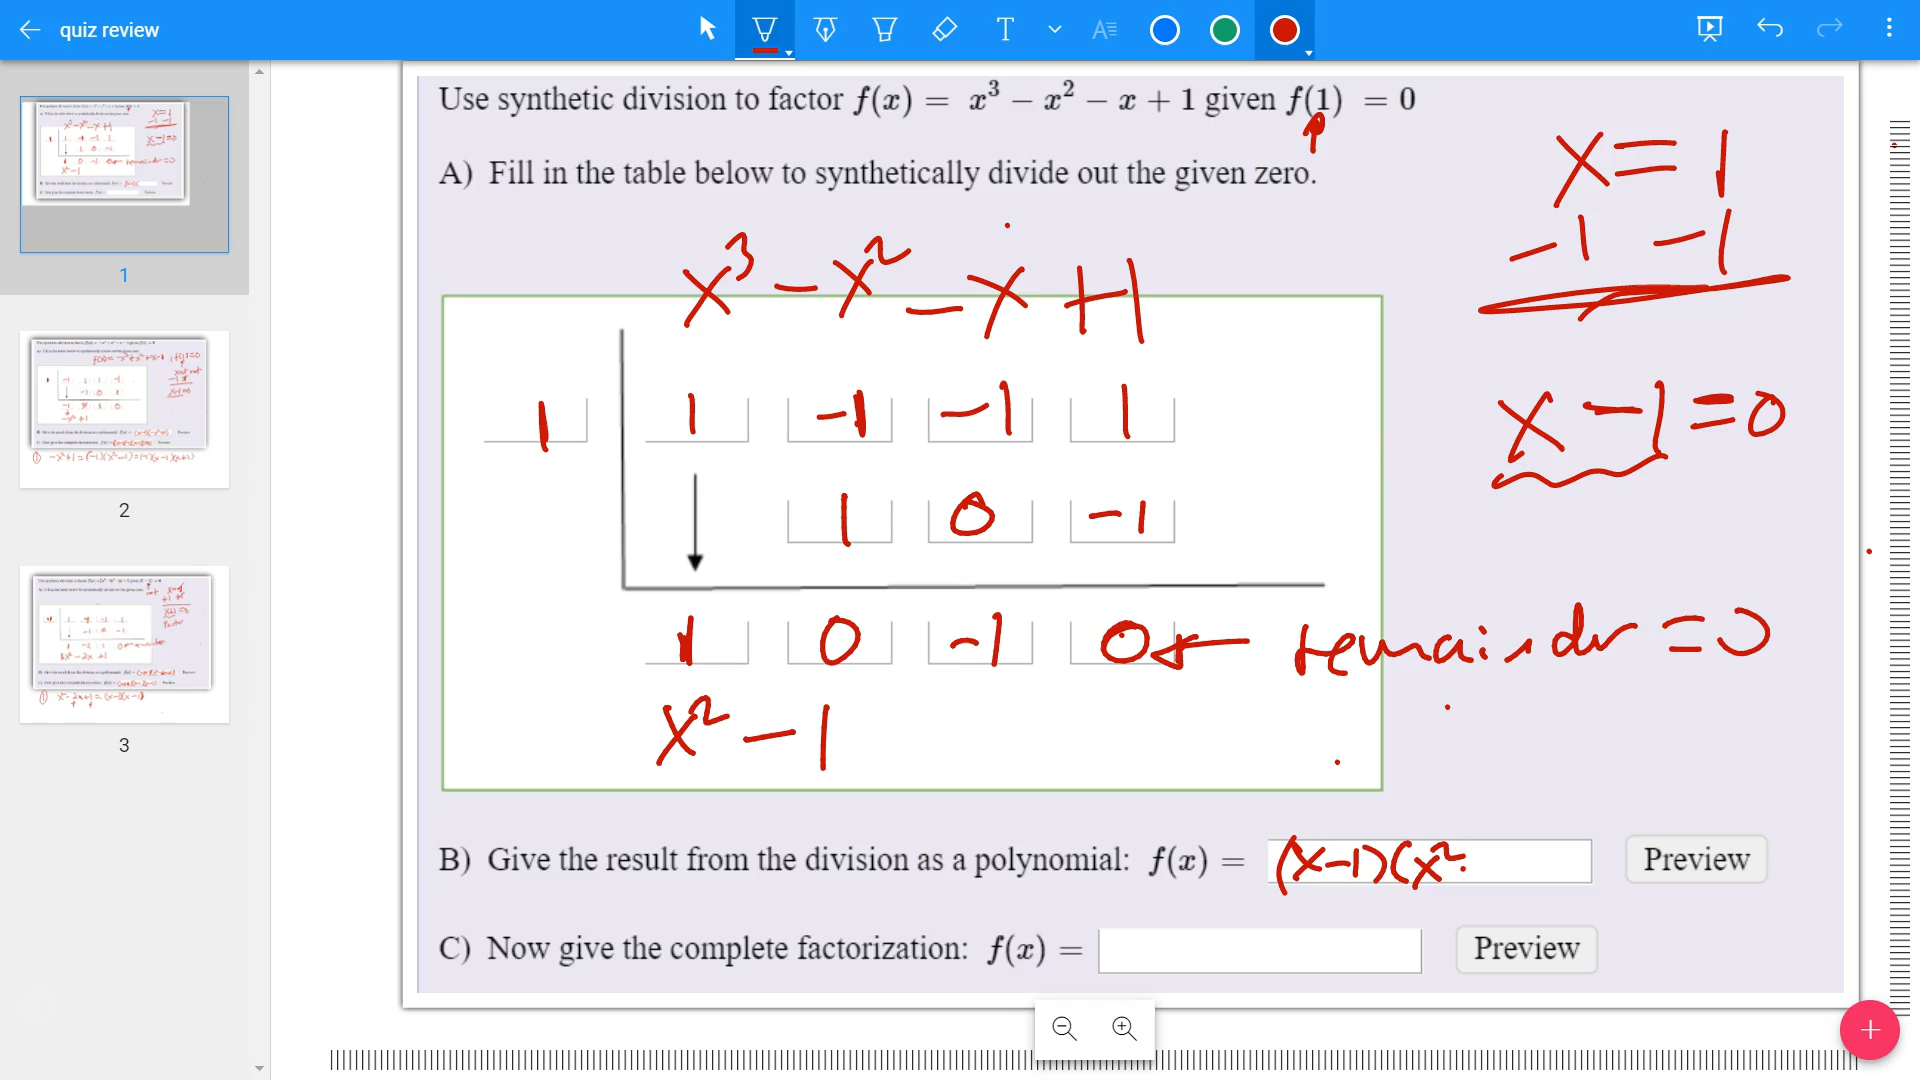 quiz review
T
A
Use synthetic division to factor f(x) = x³ − x² − x + 1 given f(1) = 0
A) Fill in the table below to synthetically divide out the given zero.
x = 1
−1 −1
x³ − x² − x + 1
x − 1 = 0
1 1 −1 −1 1
1 0 −1
1 0 −1 0 ← remainder = 0
x² − 1
B) Give the result from the division as a polynomial: f(x) = (x−1)(x² Preview
C) Now give the complete factorization: f(x) = Preview
1
2
3